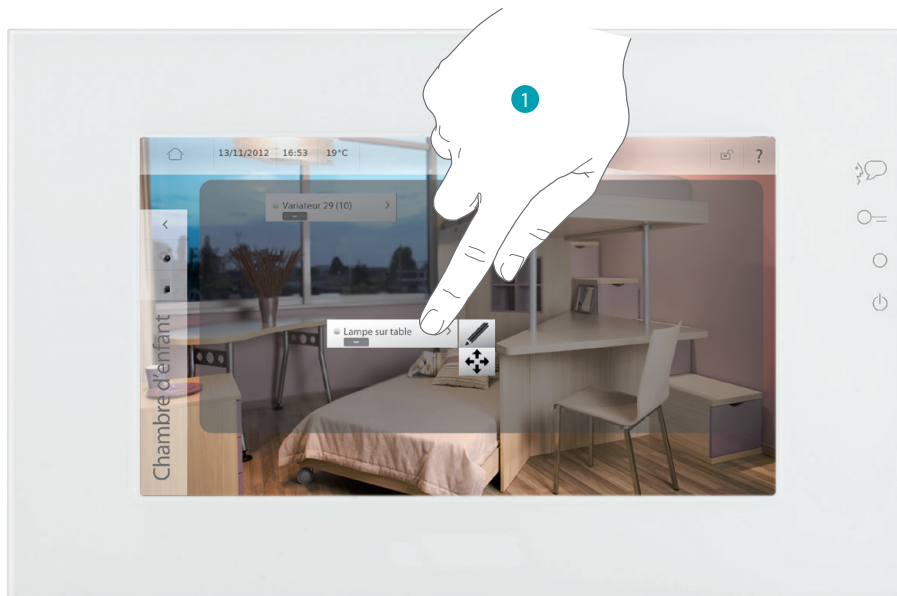 1
13/11/2012 16:53 19°C ?
Variateur 29 (10)
Lampe sur table
Chambre d'enfant